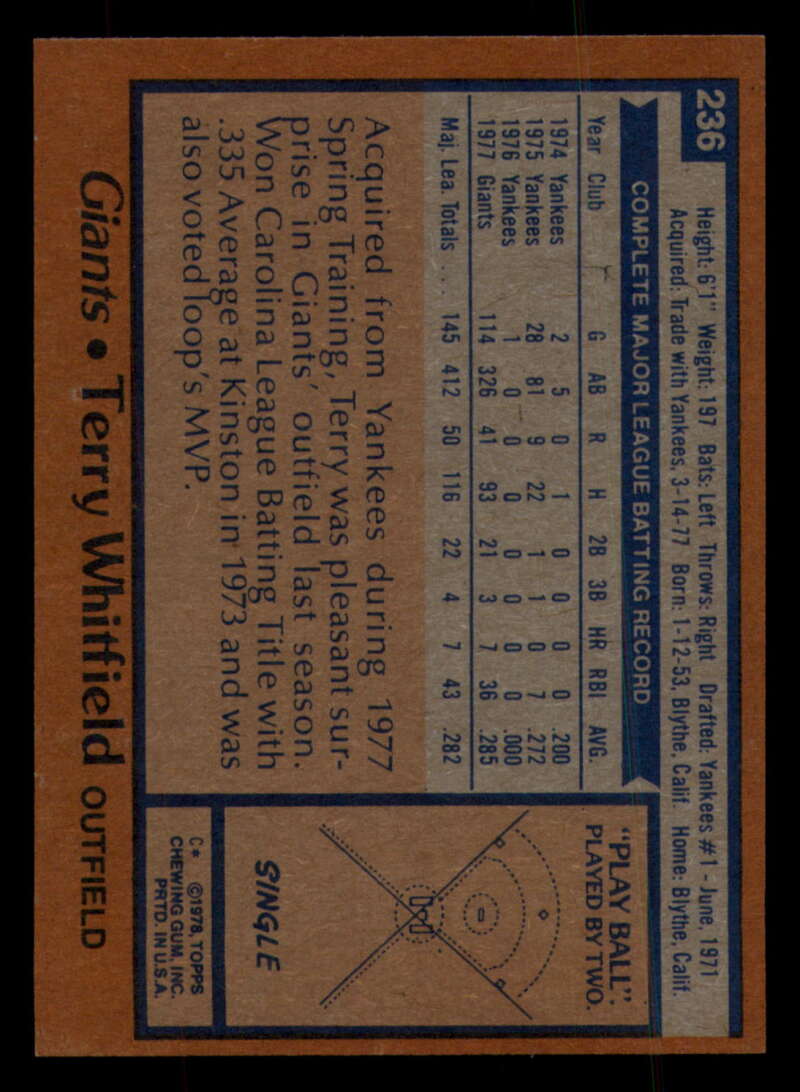 236
Height: 6'1" Weight: 197 Bats: Left Throws: Right Drafted: Yankees #1 - June, 1971
Acquired: Trade with Yankees, 3-14-77 Born: 1-12-53, Blythe, Calif. Home: Blythe, Calif.
COMPLETE MAJOR LEAGUE BATTING RECORD
Year Club G AB R H 2B 3B HR RBI AVG.
1974 Yankees 2 5 0 1 0 0 0 0 .200
1975 Yankees 28 81 9 22 1 1 0 7 .272
1976 Yankees 1 0 0 0 0 0 0 0 .000
1977 Giants 114 326 41 93 21 3 7 36 .285
Maj. Lea. Totals .... 145 412 50 116 22 4 7 43 .282
Acquired from Yankees during 1977
Spring Training, Terry was pleasant sur-
prise in Giants' outfield last season.
Won Carolina League Batting Title with
.335 Average at Kinston in 1973 and was
also voted loop's MVP.
"PLAY BALL".
PLAYED BY TWO.
SINGLE
C* ©1978, TOPPS
CHEWING GUM, INC.
PRTD. IN U.S.A.
Giants • Terry Whitfield OUTFIELD